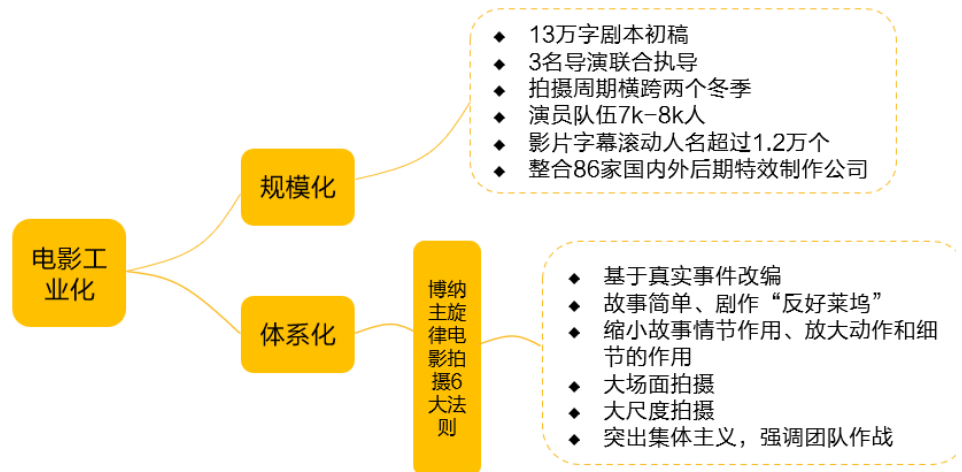 13万字剧本初稿
3名导演联合执导
拍摄周期横跨两个冬季
演员队伍7k-8k人
影片字幕滚动人名超过1.2万个
整合86家国内外后期特效制作公司
规模化
电影工
业化
体系化
博纳
主旋
律电
影拍
摄6
大法
则
基于真实事件改编
故事简单、剧作“反好莱坞”
缩小故事情节作用、放大动作和细
节的作用
大场面拍摄
大尺度拍摄
突出集体主义，强调团队作战